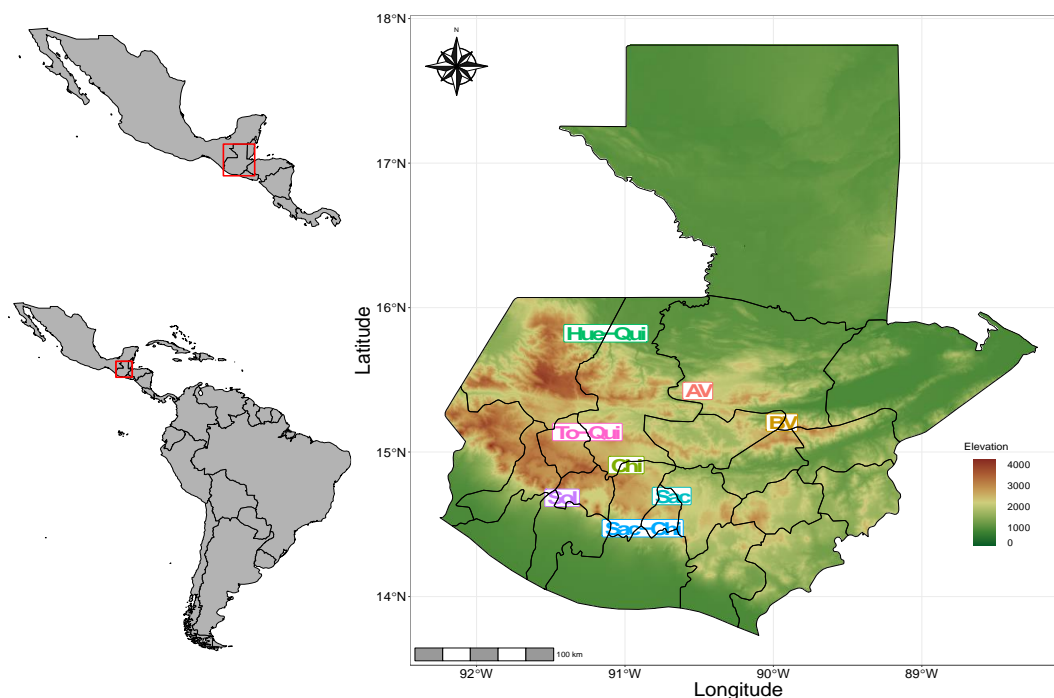 N
18°N
17°N
16°N
15°N
14°N
Latitude
Hue−Qui
AV
BV
To−Qui
Chi
Sol
Sac
Sac−Chi
Elevation
4000
3000
2000
1000
0
100 km
92°W
91°W
90°W
89°W
Longitude